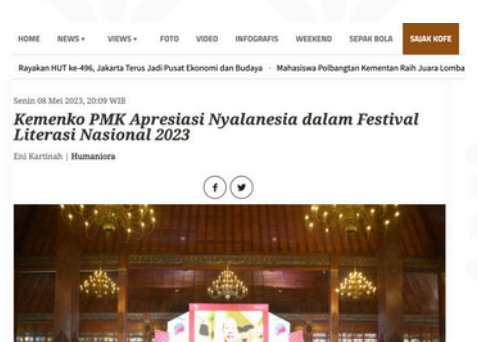 HOME NEWS VIEWS FOTO VIDEO INFOGRAFIS WEEKEND SEPAK BOLA SAJAK KOFE
Rayakan HUT ke-496, Jakarta Terus Jadi Pusat Ekonomi dan Budaya • Mahasiswa Polbangtan Kementan Raih Juara Lomba
Senin 08 Mei 2023, 20:09 WIB
Kemenko PMK Apresiasi Nyalanesia dalam Festival
Literasi Nasional 2023
Eni Kartinah | Humaniora